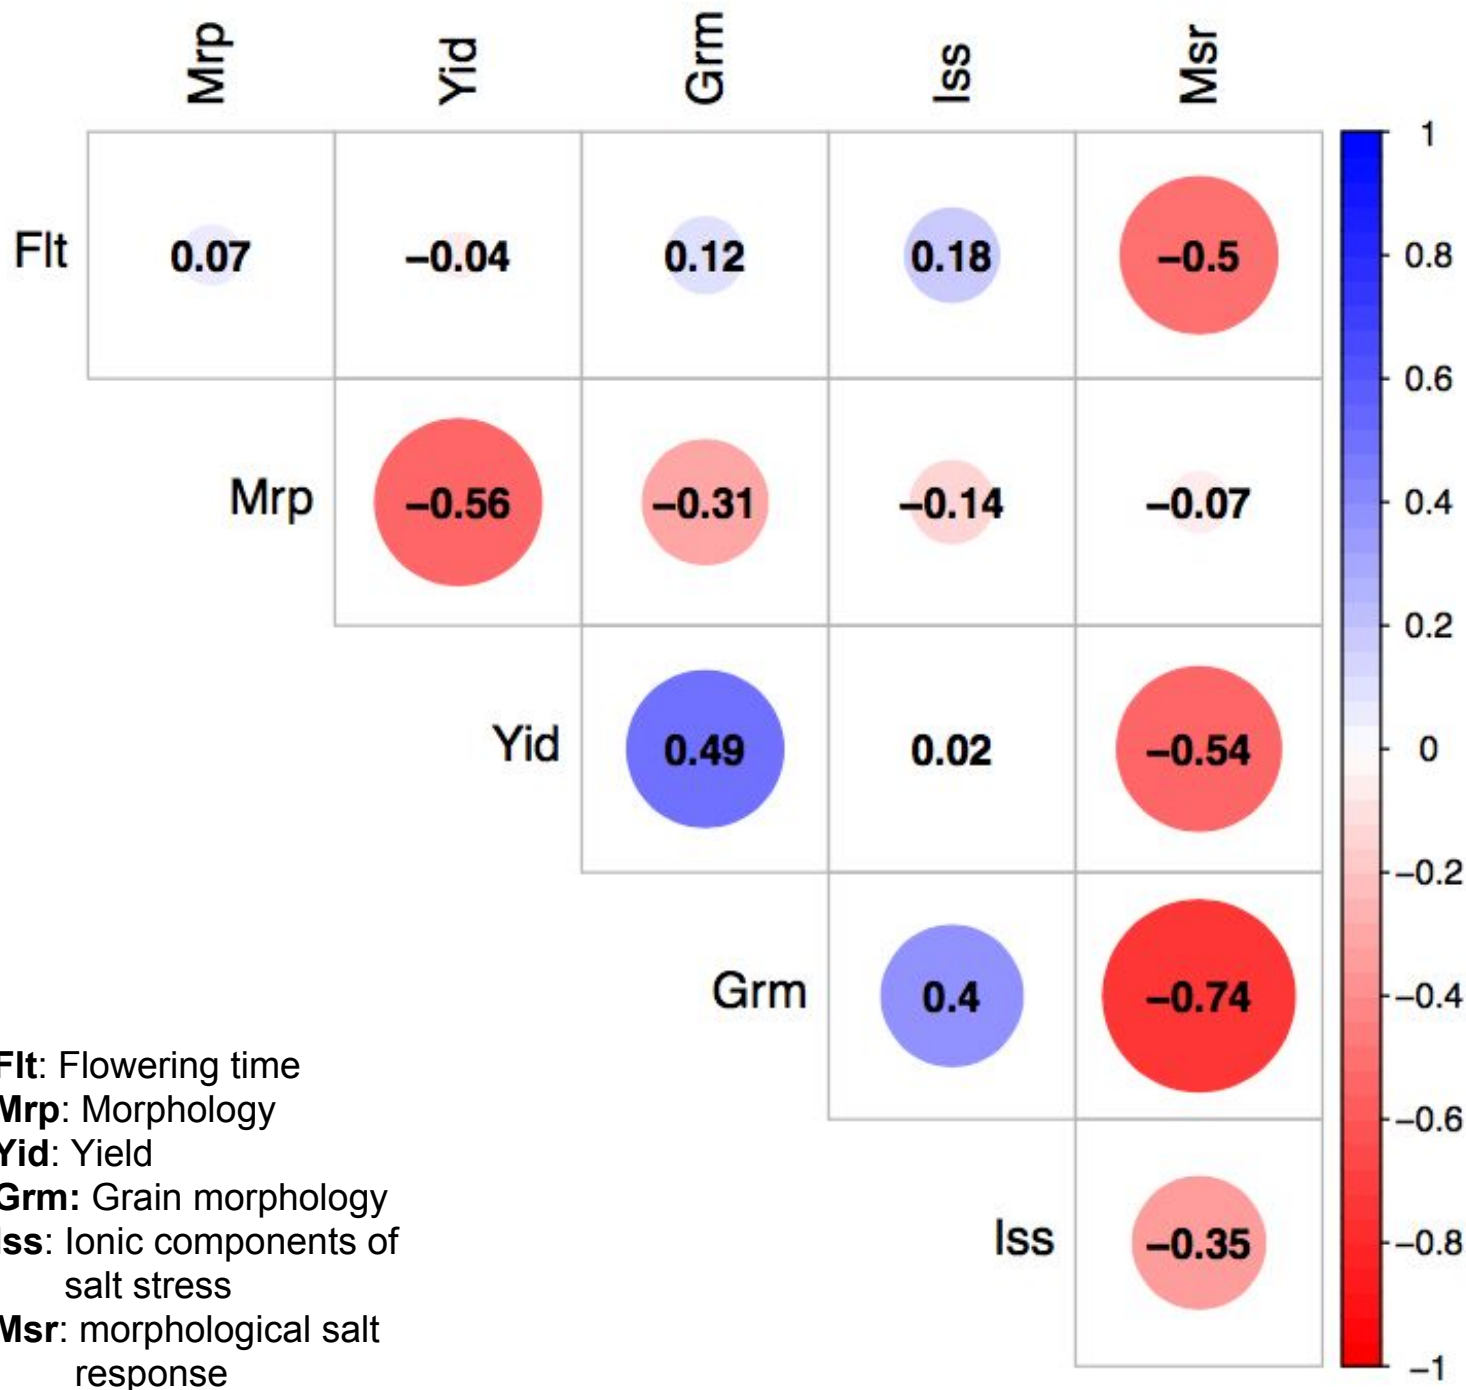 Mrp Yid Grm Iss Msr
1
Flt 0.07 −0.04 0.12 0.18 −0.5 0.8
0.6
Mrp −0.56 −0.31 −0.14 −0.07 0.4
0.2
Yid 0.49 0.02 −0.54 0
−0.2
Grm 0.4 −0.74 −0.4
Flt: Flowering time
Mrp: Morphology −0.6
Yid: Yield
Grm: Grain morphology
Iss: Ionic components of Iss −0.35 −0.8
salt stress
Msr: morphological salt
response −1